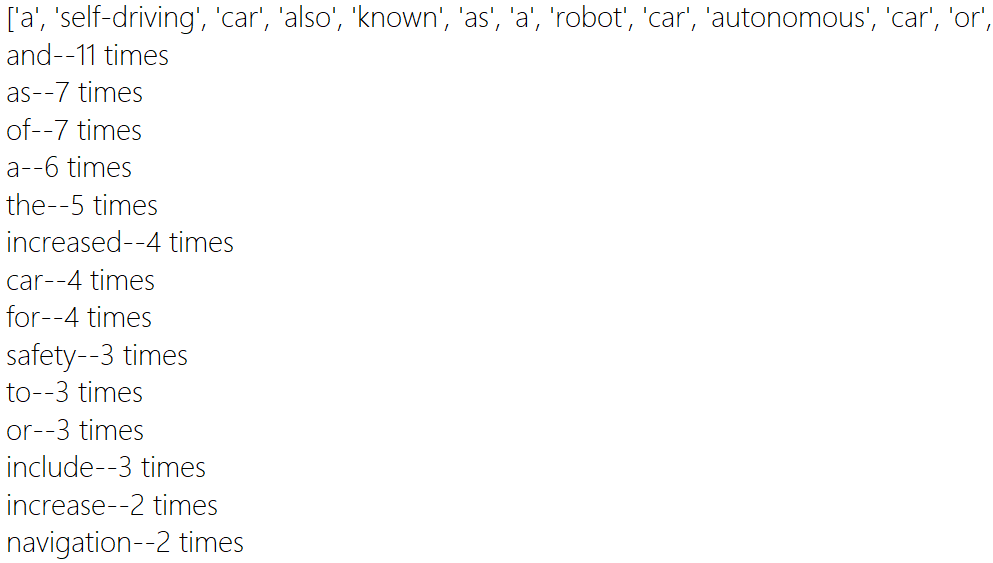 ['a', 'self-driving', 'car', 'also', 'known', 'as', 'a', 'robot', 'car', 'autonomous', 'car', 'or',
and--11 times
as--7 times
of--7 times
a--6 times
the--5 times
increased--4 times
car--4 times
for--4 times
safety--3 times
to--3 times
or--3 times
include--3 times
increase--2 times
navigation--2 times